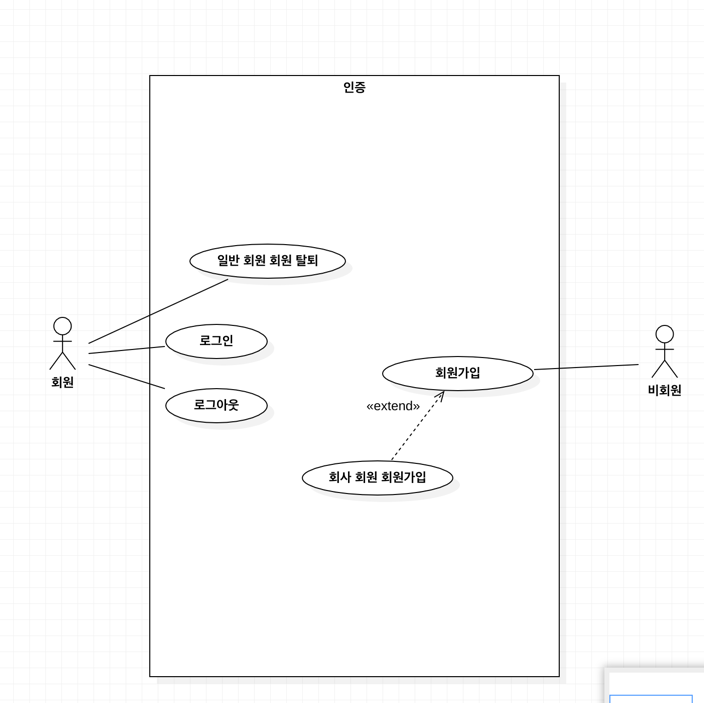 인증
일반 회원 회원 탈퇴
로그인
회원
로그아웃
회원가입
비회원
«extend»
회사 회원 회원가입